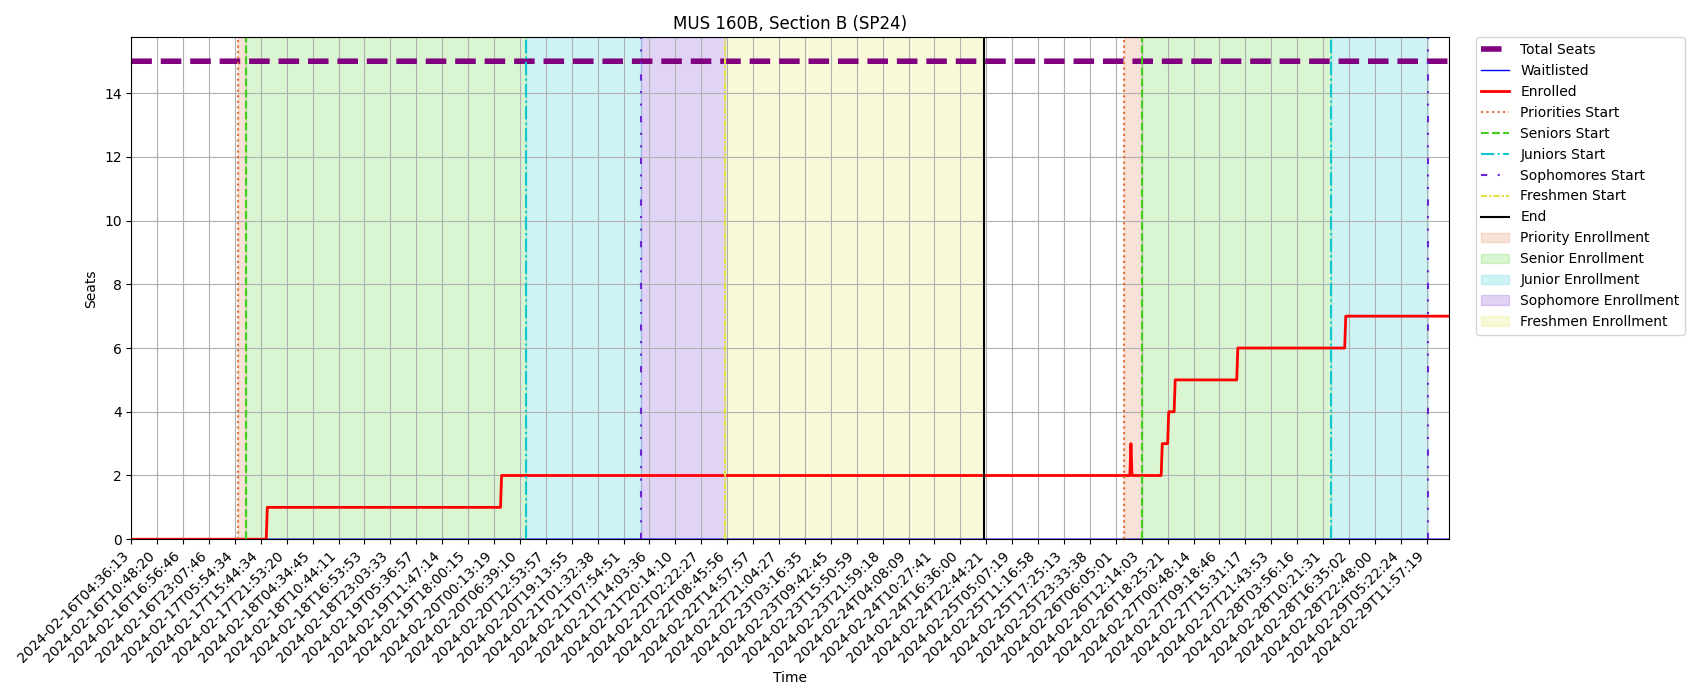 MUS 160B, Section B (SP24)
Seats
14
12
10
8
6
4
2
0
2024-02-16T04:36:13
2024-02-16T10:48:20
2024-02-16T16:56:46
2024-02-16T23:07:46
2024-02-17T05:54:34
2024-02-17T15:44:34
2024-02-17T21:53:20
2024-02-18T04:34:45
2024-02-18T10:44:11
2024-02-18T16:53:53
2024-02-18T23:03:33
2024-02-19T05:36:57
2024-02-19T11:47:14
2024-02-19T18:00:15
2024-02-20T00:13:19
2024-02-20T06:39:10
2024-02-20T12:53:57
2024-02-20T19:13:55
2024-02-21T01:32:38
2024-02-21T07:54:51
2024-02-21T14:03:36
2024-02-21T20:14:10
2024-02-22T02:22:27
2024-02-22T08:45:56
2024-02-22T14:57:57
2024-02-22T21:04:27
2024-02-23T03:16:35
2024-02-23T09:42:45
2024-02-23T15:50:59
2024-02-23T21:59:18
2024-02-24T04:08:09
2024-02-24T10:27:41
2024-02-24T16:36:00
2024-02-24T22:44:21
2024-02-25T05:07:19
2024-02-25T11:16:58
2024-02-25T17:25:13
2024-02-25T23:33:38
2024-02-26T06:05:01
2024-02-26T12:14:03
2024-02-26T18:25:21
2024-02-27T00:48:14
2024-02-27T09:18:46
2024-02-27T15:31:17
2024-02-27T21:43:53
2024-02-28T03:56:16
2024-02-28T10:21:31
2024-02-28T16:35:02
2024-02-28T22:48:00
2024-02-29T05:22:24
2024-02-29T11:57:19
Time
Total Seats
Waitlisted
Enrolled
Priorities Start
Seniors Start
Juniors Start
Sophomores Start
Freshmen Start
End
Priority Enrollment
Senior Enrollment
Junior Enrollment
Sophomore Enrollment
Freshmen Enrollment